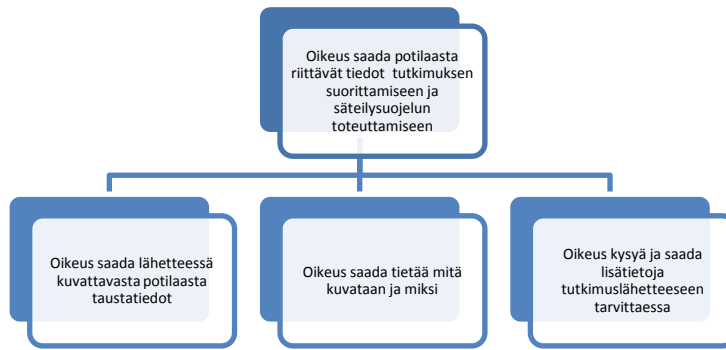 Oikeus saada potilaasta
riittävät tiedot tutkimuksen
suorittamiseen ja
säteilysuojelun
toteuttamiseen
Oikeus saada lähetteessä
kuvattavasta potilaasta
taustatiedot
Oikeus saada tietää mitä
kuvataan ja miksi
Oikeus kysyä ja saada
lisätietoja
tutkimuslähetteeseen
tarvittaessa